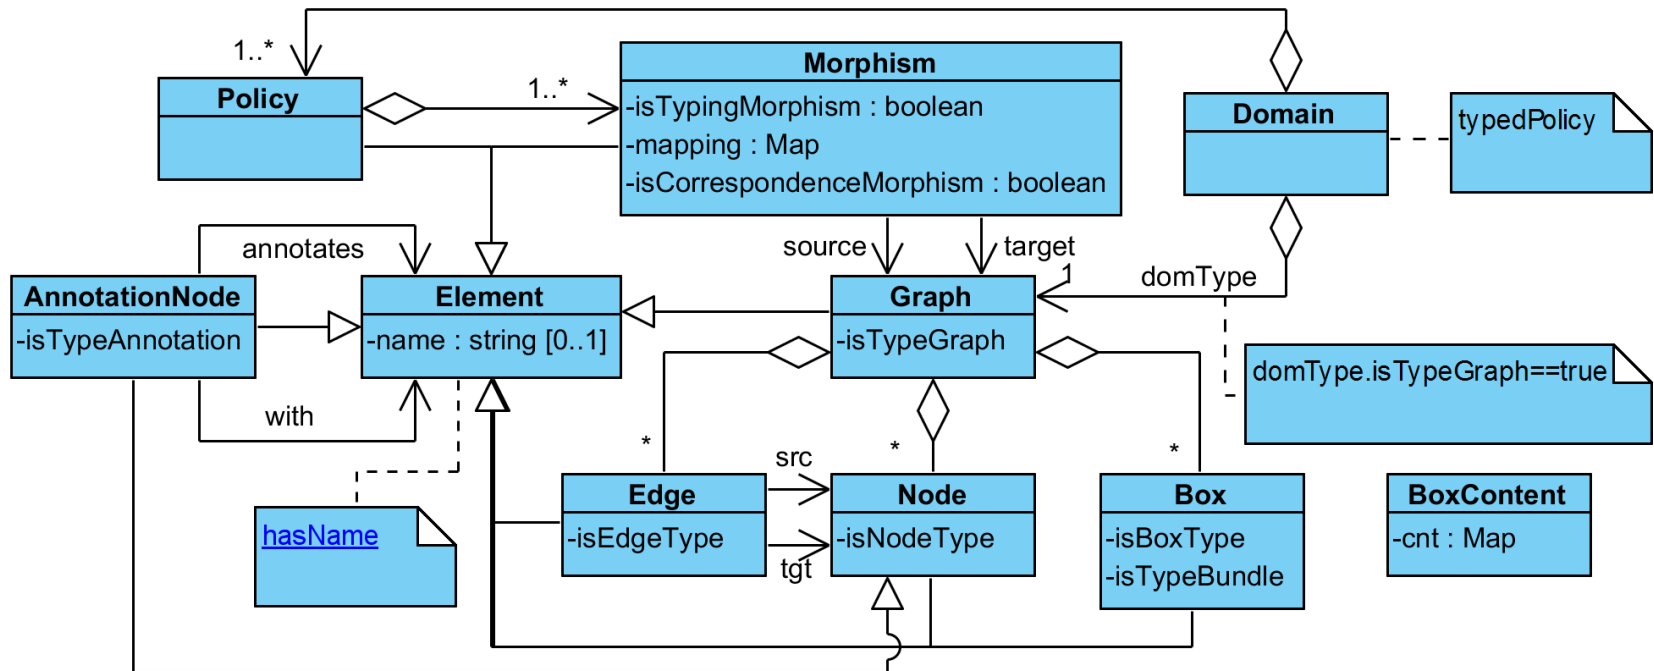 1..*
Policy
1..*
Morphism
-isTypingMorphism : boolean
-mapping : Map
-isCorrespondenceMorphism : boolean
Domain
typedPolicy
annotates
source
target
1
domType
AnnotationNode
-isTypeAnnotation
Element
-name : string [0..1]
Graph
-isTypeGraph
domType.isTypeGraph==true
with
*
*
*
src
tgt
hasName
Edge
-isEdgeType
Node
-isNodeType
Box
-isBoxType
-isTypeBundle
BoxContent
-cnt : Map